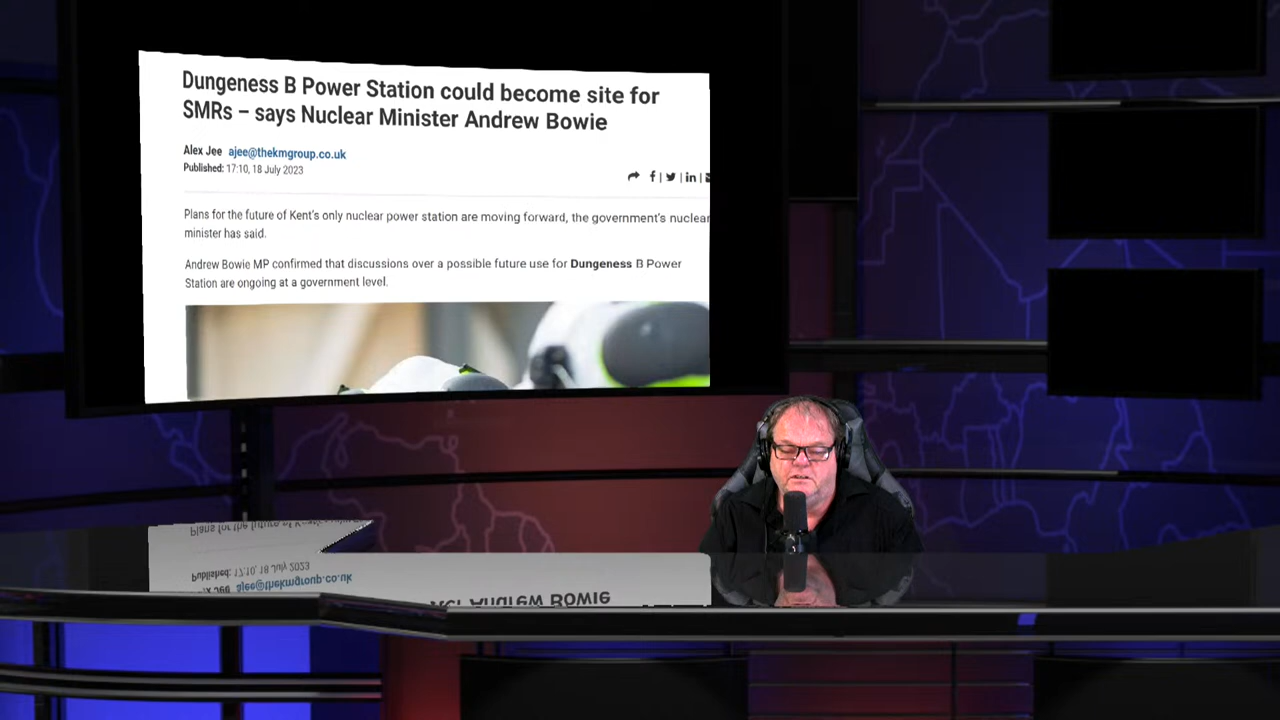 Dungeness B Power Station could become site for
SMRs – says Nuclear Minister Andrew Bowie
Alex Jee ajee@thekmgroup.co.uk
Published: 17:10, 18 July 2023
Plans for the future of Kent's only nuclear power station are moving forward, the government's nuclear
minister has said.
Andrew Bowie MP confirmed that discussions over a possible future use for Dungeness B Power
Station are ongoing at a government level.